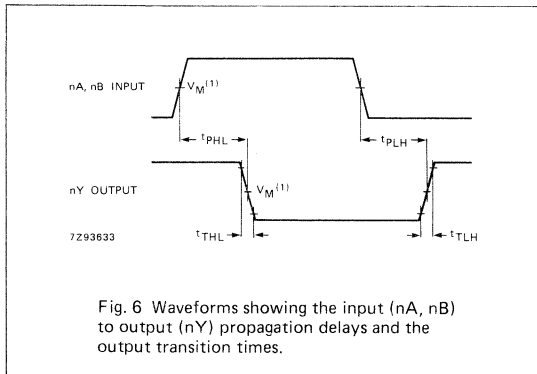 nA, nB INPUT
VM(1)
tPHL
tPLH
nY OUTPUT
VM(1)
7Z93633
tTHL
tTLH
Fig. 6 Waveforms showing the input (nA, nB)
to output (nY) propagation delays and the
output transition times.